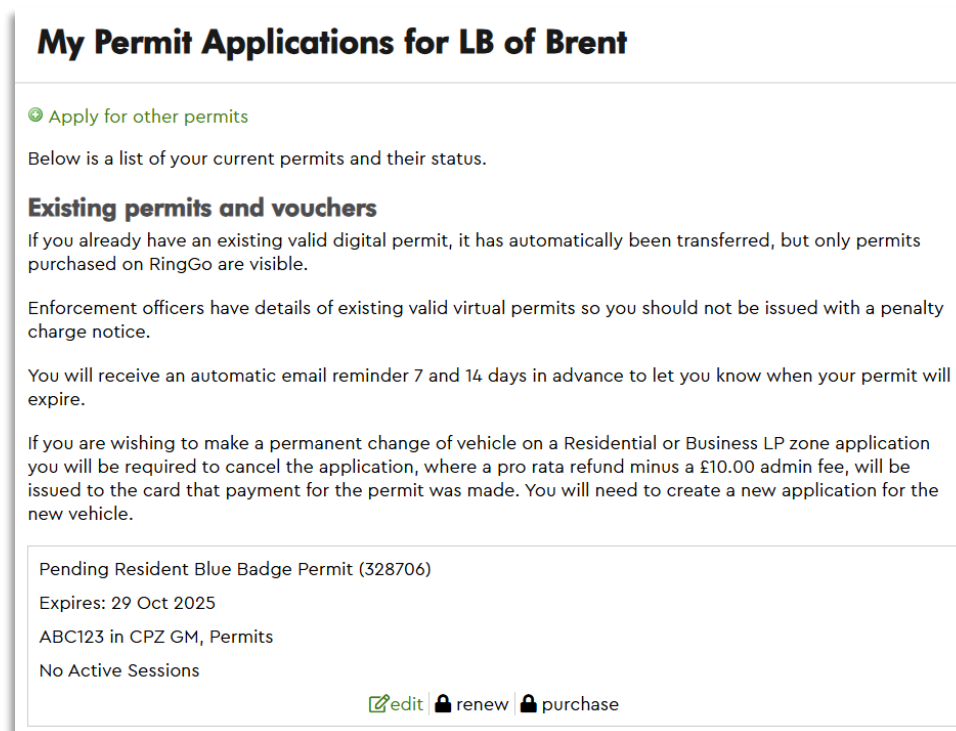 My Permit Applications for LB of Brent
Apply for other permits
Below is a list of your current permits and their status.
Existing permits and vouchers
If you already have an existing valid digital permit, it has automatically been transferred, but only permits
purchased on RingGo are visible.
Enforcement officers have details of existing valid virtual permits so you should not be issued with a penalty
charge notice.
You will receive an automatic email reminder 7 and 14 days in advance to let you know when your permit will
expire.
If you are wishing to make a permanent change of vehicle on a Residential or Business LP zone application
you will be required to cancel the application, where a pro rata refund minus a £10.00 admin fee, will be
issued to the card that payment for the permit was made. You will need to create a new application for the
new vehicle.
Pending Resident Blue Badge Permit (328706)
Expires: 29 Oct 2025
ABC123 in CPZ GM, Permits
No Active Sessions
edit renew purchase